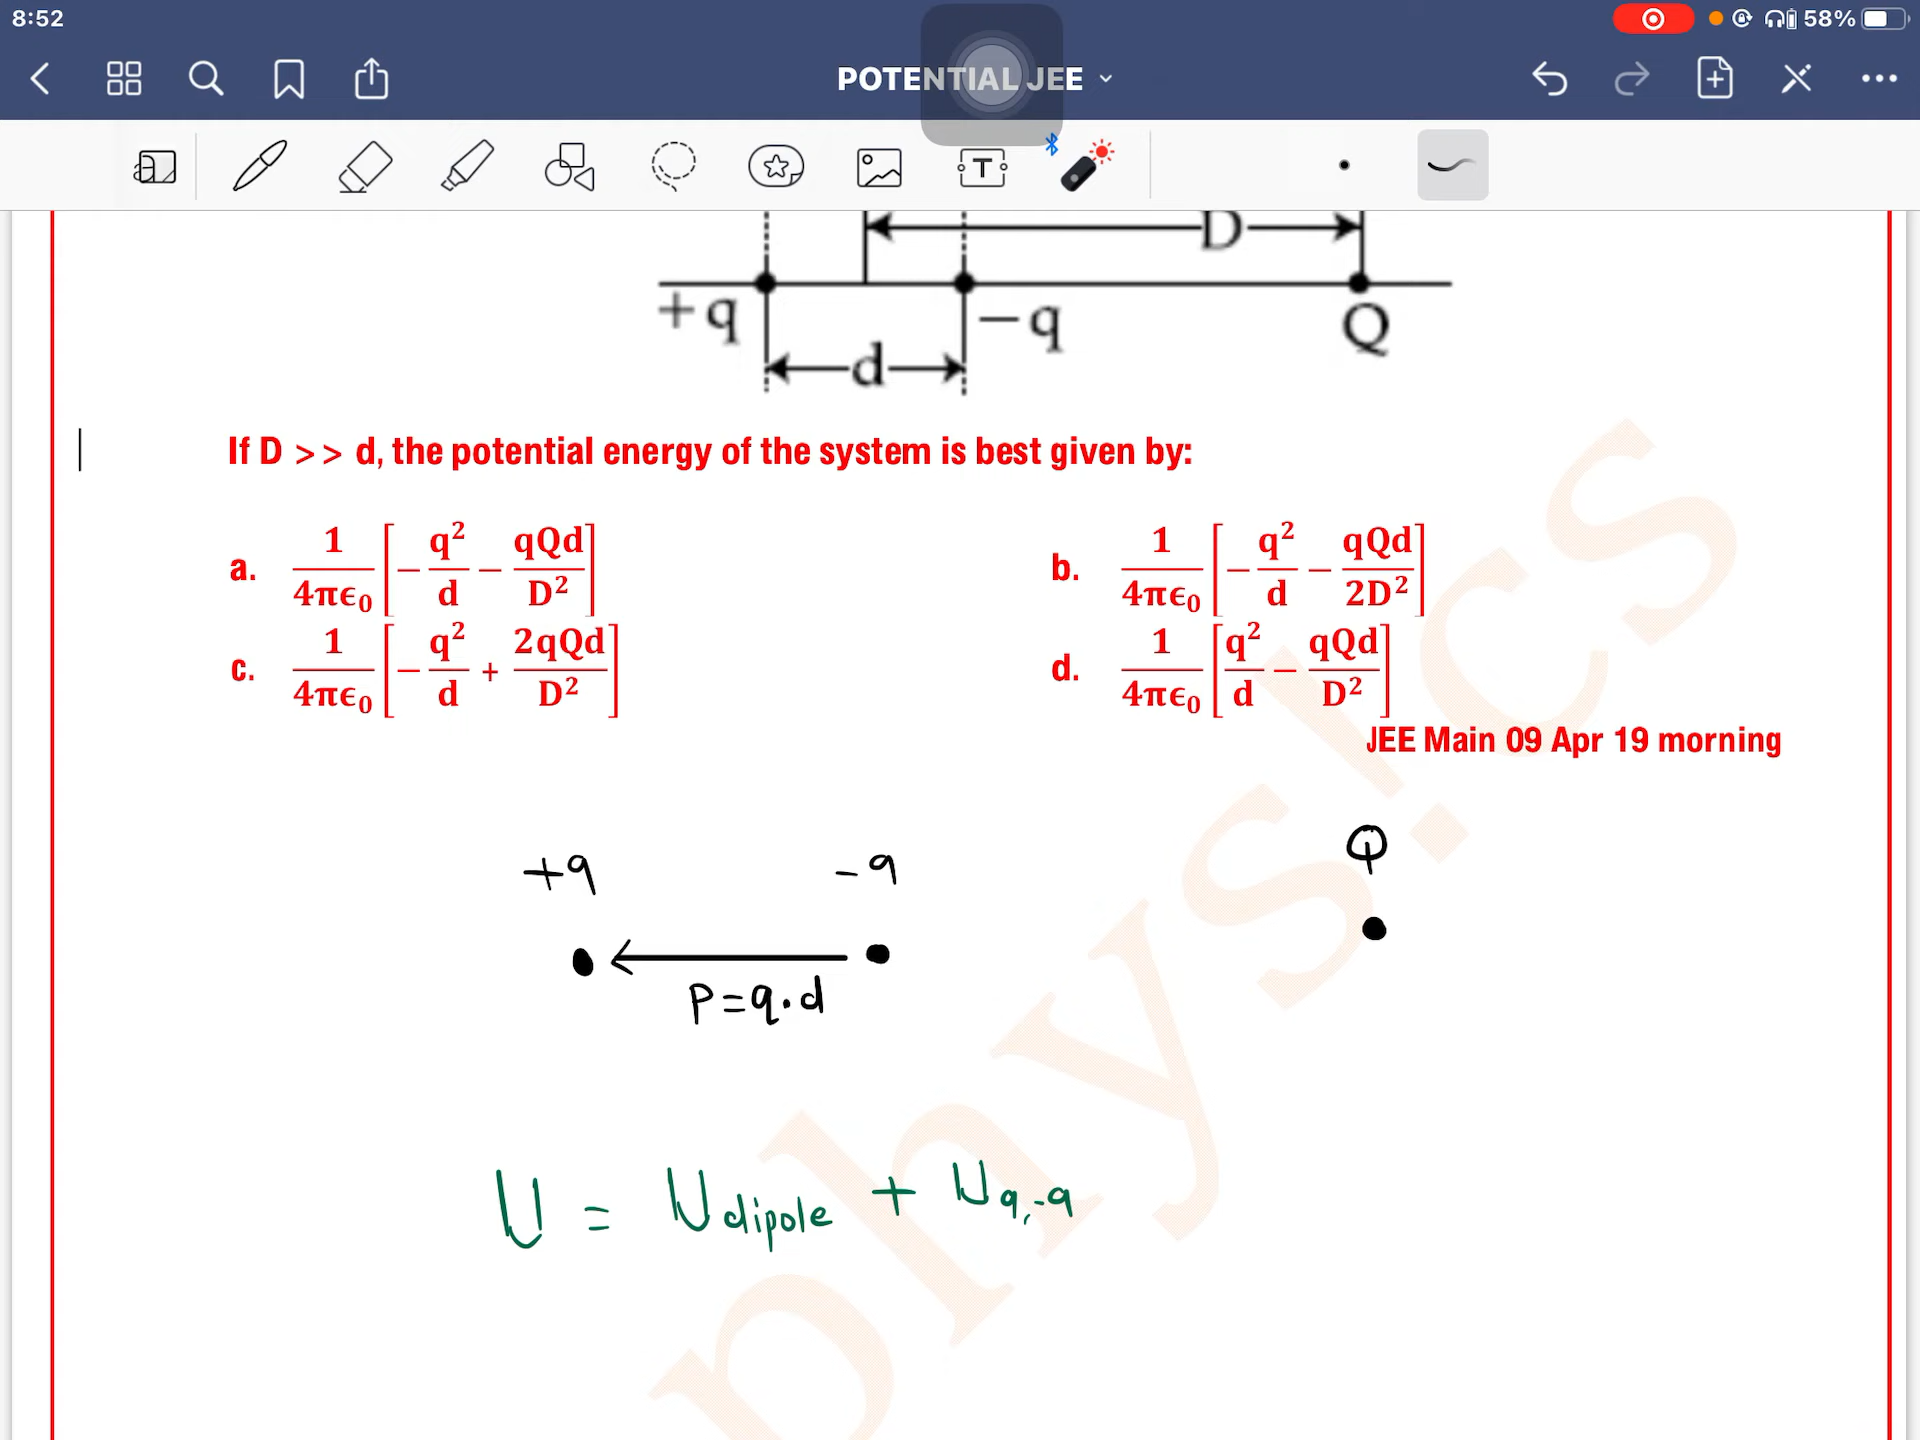 8:52
58%
POTENTIAL JEE
D
+q
−q
Q
d
If D >> d, the potential energy of the system is best given by:
a. 1/4πϵ₀ [−q²/d − qQd/D²]
b. 1/4πϵ₀ [−q²/d − qQd/2D²]
c. 1/4πϵ₀ [−q²/d + 2qQd/D²]
d. 1/4πϵ₀ [q²/d − qQd/D²]
JEE Main 09 Apr 19 morning
+q
-q
Q
P=q.d
U = U dipole + U q,-q
phys!cs